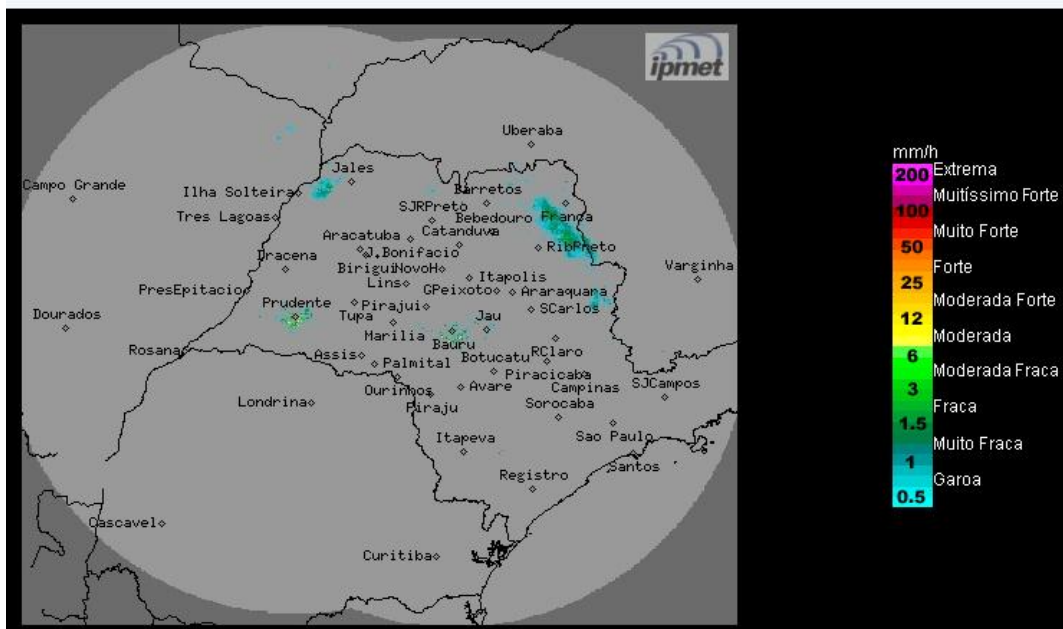 ipmet
Uberaba
Jales
Campo Grande
Ilha Solteira
Barretos
SJRPreto
Tres Lagoas
Bebedouro Franca
Catanduva
Aracatuba
J.Bonifacio
RibPreto
Dracena
Birigui NovoH
Itapolis
Varginha
Lins
PresEpitacio
GPeixoto
Araraquara
Prudente
Pirajui
SCarlos
Dourados
Tupa
Jau
Marilia
Bauru
Rosana
Assis
Botucatu
RClaro
Palmital
Piracicaba
SJCampos
Ourinhos
Avare
Campinas
Londrina
Piraju
Sorocaba
Itapeva
Sao Paulo
Santos
Registro
Cascavel
Curitiba
mm/h
200 Extrema
Muitíssimo Forte
100
Muito Forte
50
Forte
25
Moderada Forte
12
Moderada
6
Moderada Fraca
3
Fraca
1.5
Muito Fraca
1
Garoa
0.5